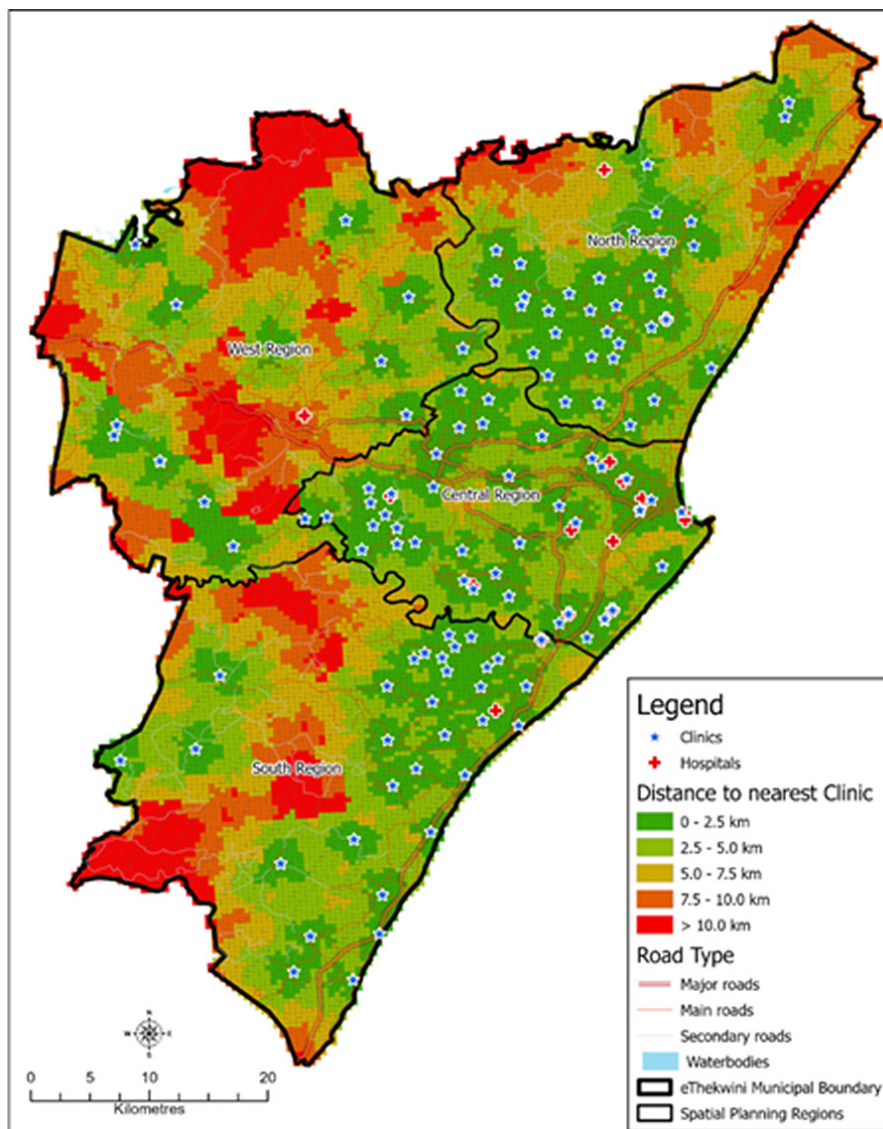 North Region
West Region
Central Region
South Region
Legend
Clinics
Hospitals
Distance to nearest Clinic
0 - 2.5 km
2.5 - 5.0 km
5.0 - 7.5 km
7.5 - 10.0 km
> 10.0 km
Road Type
Major roads
Main roads
Secondary roads
Waterbodies
eThekwini Municipal Boundary
Spatial Planning Regions
N
W E
S
0 5 10 20
Kilometres